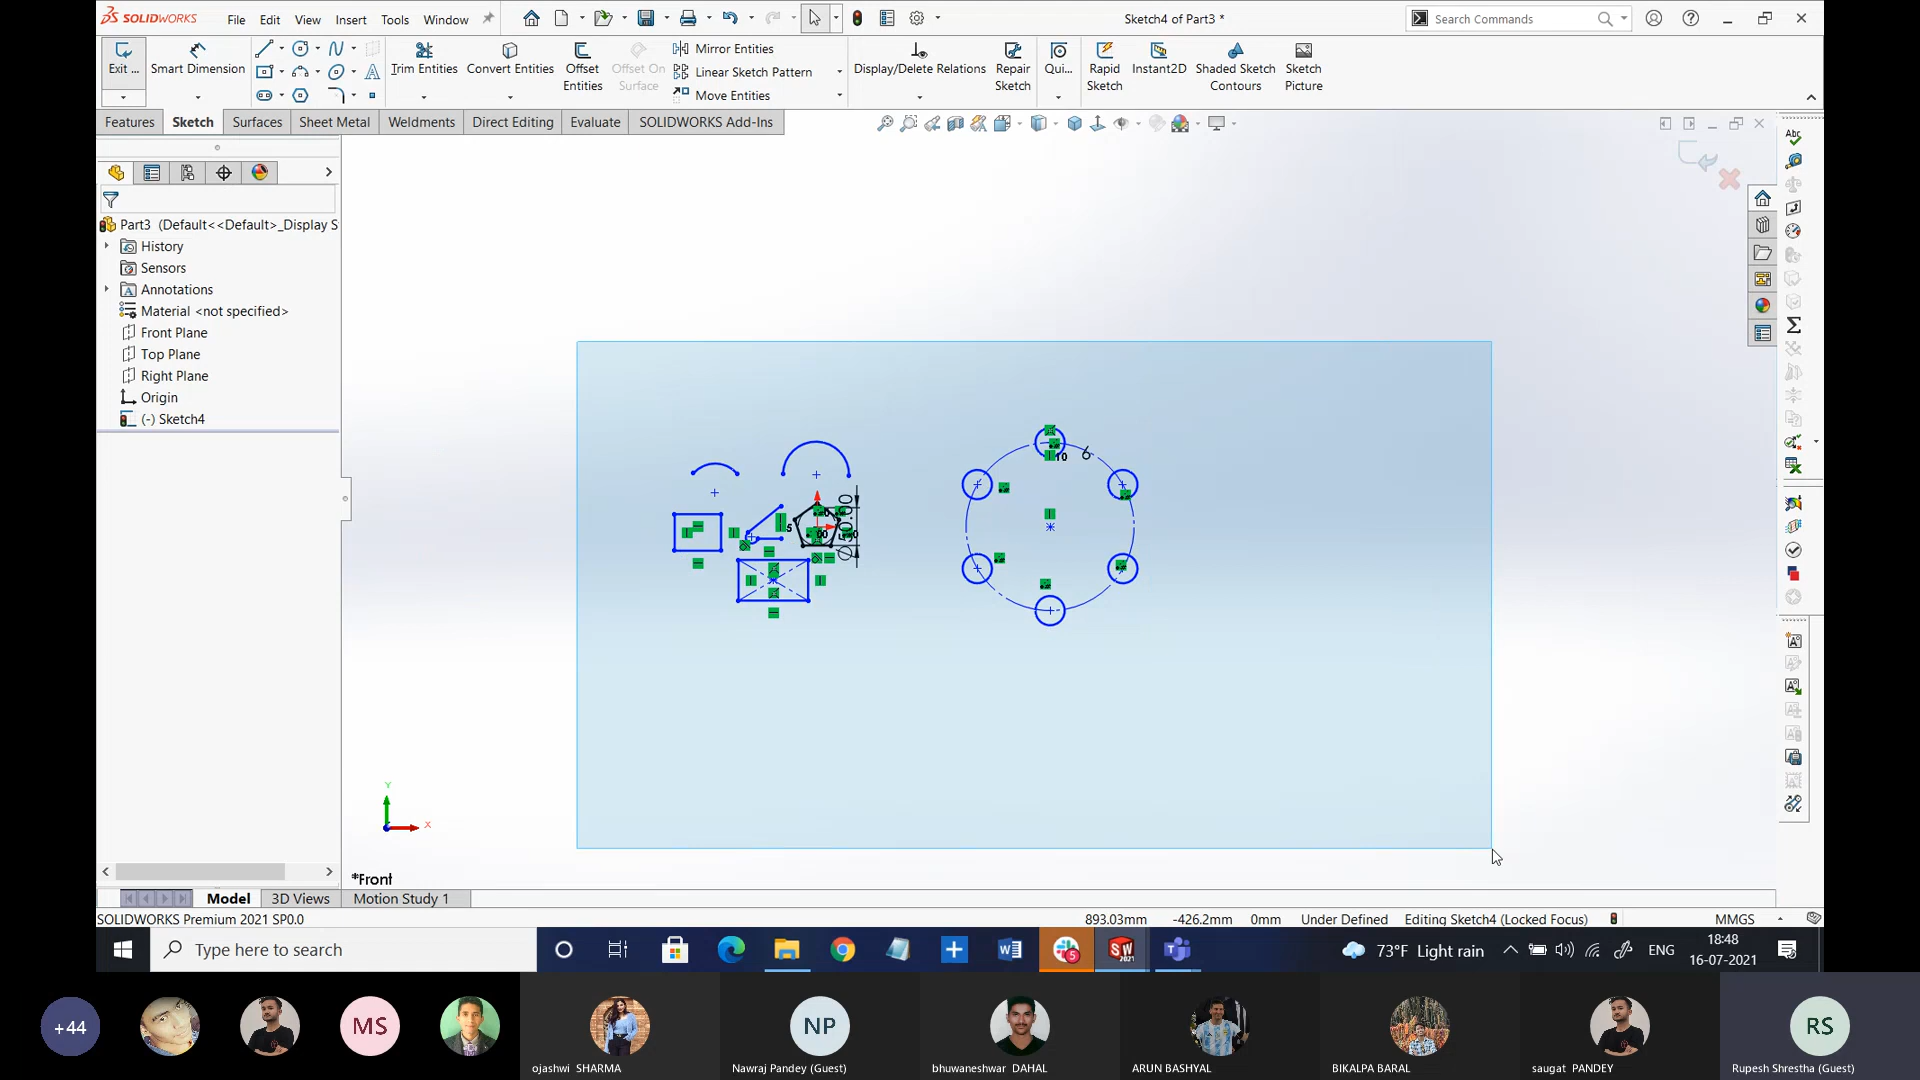 SOLIDWORKS File Edit View Insert Tools Window Sketch4 of Part3 * Search Commands
Exit ... Smart Dimension Trim Entities Convert Entities Offset Entities Offset On Surface Mirror Entities Linear Sketch Pattern Move Entities Display/Delete Relations Repair Sketch Qui... Rapid Sketch Instant2D Shaded Sketch Contours Sketch Picture
Features Sketch Surfaces Sheet Metal Weldments Direct Editing Evaluate SOLIDWORKS Add-Ins
Abc
Part3 (Default<<Default>_Display S
History
Sensors
Annotations
Material <not specified>
Front Plane
Top Plane
Right Plane
Origin
(-) Sketch4
6
10
Y
X
*Front
Model 3D Views Motion Study 1
SOLIDWORKS Premium 2021 SP0.0 893.03mm -426.2mm 0mm Under Defined Editing Sketch4 (Locked Focus) MMGS
Type here to search 73°F Light rain ENG 18:48
16-07-2021
+44 MS NP RS
ojashwi SHARMA Nawraj Pandey (Guest) bhuwaneshwar DAHAL ARUN BASHYAL BIKALPA BARAL saugat PANDEY Rupesh Shrestha (Guest)